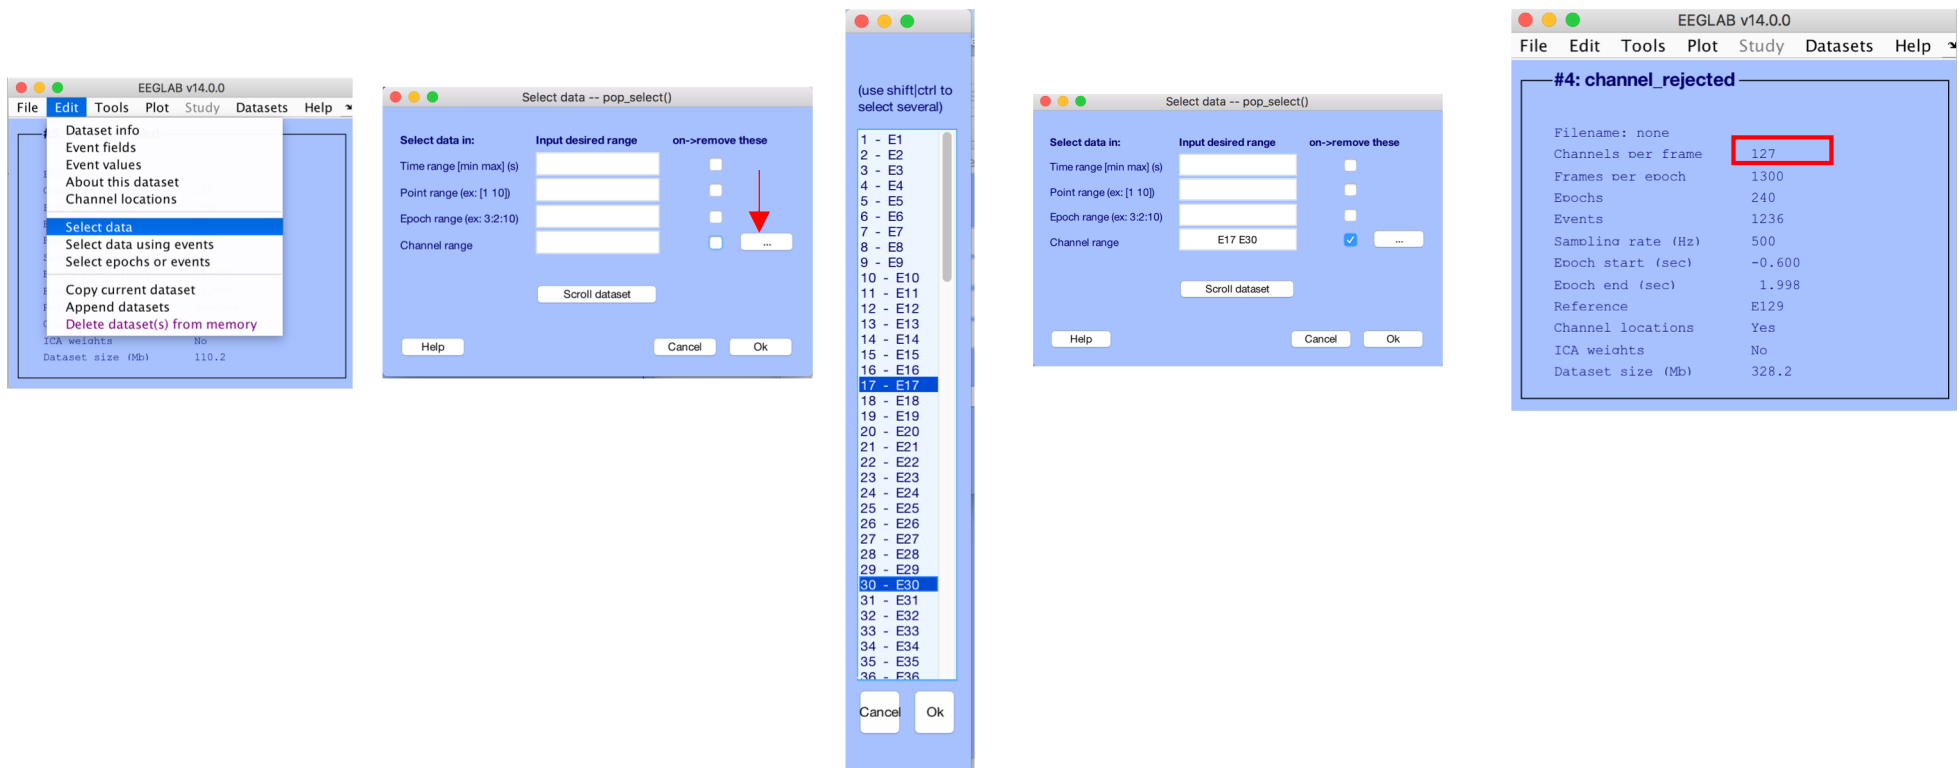 EEGLAB v14.0.0
File Edit Tools Plot Study Datasets Help
Dataset info
Event fields
Event values
About this dataset
Channel locations
Select data
Select data using events
Select epochs or events
Copy current dataset
Append datasets
Delete dataset(s) from memory
ICA weights No
Dataset size (Mb) 110.2
Select data -- pop_select()
Select data in: Input desired range on->remove these
Time range [min max] (s)
Point range (ex: [1 10])
Epoch range (ex: 3:2:10)
Channel range ...
Scroll dataset
Help Cancel Ok
(use shift|ctrl to
select several)
1 - E1
2 - E2
3 - E3
4 - E4
5 - E5
6 - E6
7 - E7
8 - E8
9 - E9
10 - E10
11 - E11
12 - E12
13 - E13
14 - E14
15 - E15
16 - E16
17 - E17
18 - E18
19 - E19
20 - E20
21 - E21
22 - E22
23 - E23
24 - E24
25 - E25
26 - E26
27 - E27
28 - E28
29 - E29
30 - E30
31 - E31
32 - E32
33 - E33
34 - E34
35 - E35
36 - E36
Cancel Ok
Select data -- pop_select()
Select data in: Input desired range on->remove these
Time range [min max] (s)
Point range (ex: [1 10])
Epoch range (ex: 3:2:10)
Channel range E17 E30 ...
Scroll dataset
Help Cancel Ok
EEGLAB v14.0.0
File Edit Tools Plot Study Datasets Help
#4: channel_rejected
Filename: none
Channels per frame 127
Frames per epoch 1300
Epochs 240
Events 1236
Sampling rate (Hz) 500
Epoch start (sec) -0.600
Epoch end (sec) 1.998
Reference E129
Channel locations Yes
ICA weights No
Dataset size (Mb) 328.2